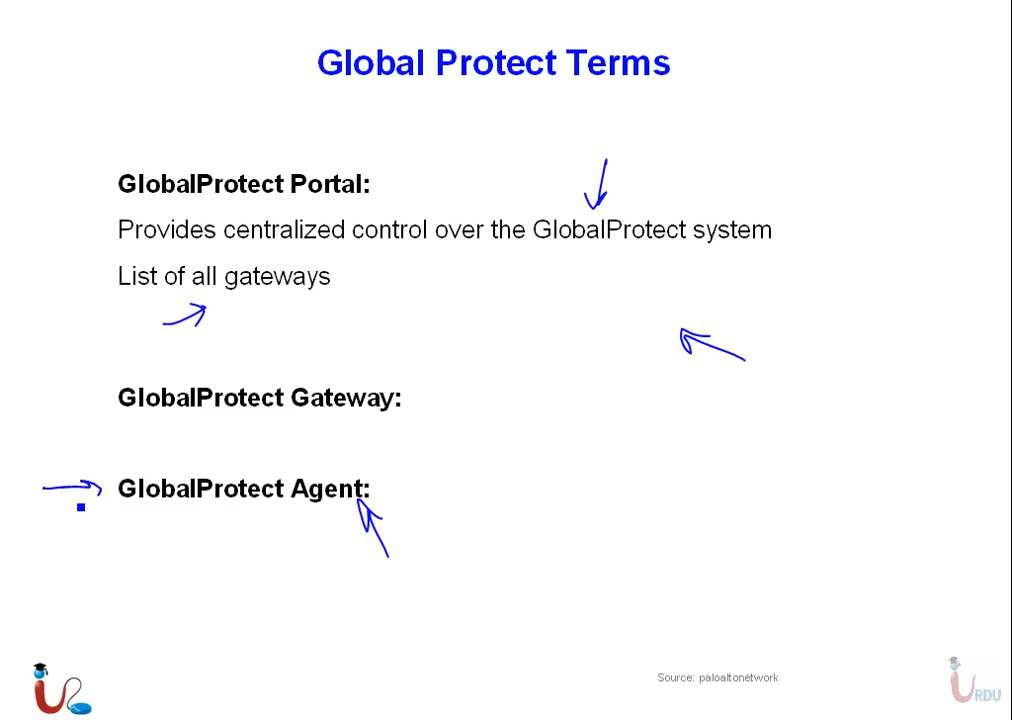 Global Protect Terms
GlobalProtect Portal:
Provides centralized control over the GlobalProtect system
List of all gateways
GlobalProtect Gateway:
GlobalProtect Agent:
Source: paloaltonetwork
URDU